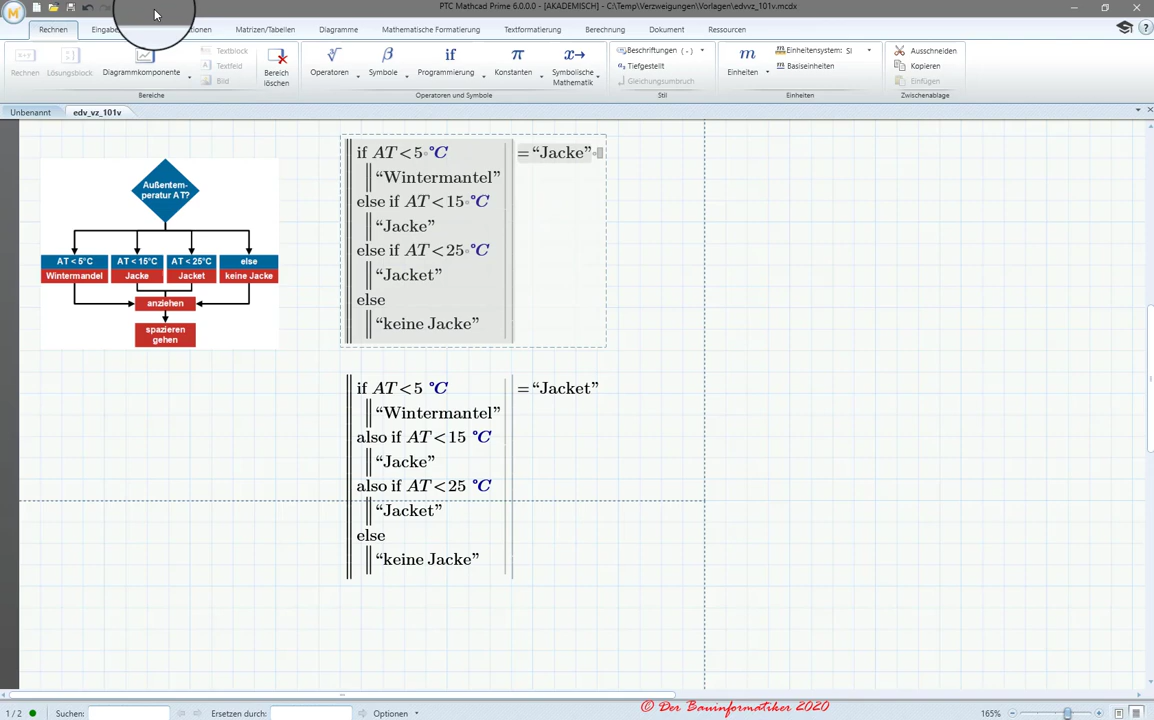 PTC Mathcad Prime 6.0.0.0 - [AKADEMISCH] - C:\Temp\Verzweigungen\Vorlagen\edvvz_101v.mcdx
Rechnen
Matrizen/Tabellen
Diagramme
Mathematische Formatierung
Textformatierung
Berechnung
Dokument
Ressourcen
Rechnen
Lösungsblock
Diagrammkomponente
Textblock
Textfeld
Bild
Bereich löschen
Bereiche
Operatoren
Symbole
Programmierung
Konstanten
Symbolische Mathematik
Operatoren und Symbole
Beschriftungen ( - )
Tiefgestellt
Gleichungsumbruch
Stil
Einheiten
Einheitensystem: SI
Basiseinheiten
Einheiten
Ausschneiden
Kopieren
Einfügen
Zwischenablage
Unbenannt
edv_vz_101v
Außentem-
peratur AT?
AT < 5°C
AT < 15°C
AT < 25°C
else
Wintermandel
Jacke
Jacket
keine Jacke
anziehen
spazieren
gehen
if AT < 5 °C
= “Jacke”
“Wintermantel”
else if AT < 15 °C
“Jacke”
else if AT < 25 °C
“Jacket”
else
“keine Jacke”
if AT < 5 °C
= “Jacket”
“Wintermantel”
also if AT < 15 °C
“Jacke”
also if AT < 25 °C
“Jacket”
else
“keine Jacke”
© Der Bauinformatiker 2020
1 / 2
Suchen:
Ersetzen durch:
Optionen
165%